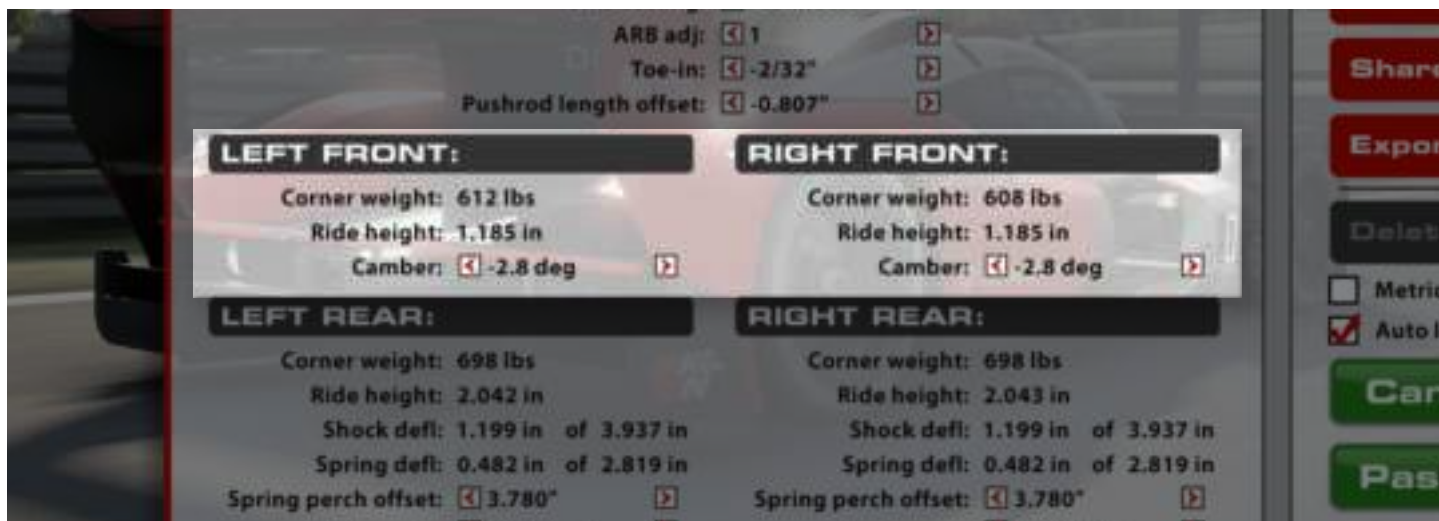 ARB adj: 1
Toe-in: -2/32"
Pushrod length offset: -0.807"
LEFT FRONT: RIGHT FRONT:
Corner weight: 612 lbs Corner weight: 608 lbs
Ride height: 1.185 in Ride height: 1.185 in
Camber: -2.8 deg Camber: -2.8 deg
LEFT REAR: RIGHT REAR:
Corner weight: 698 lbs Corner weight: 698 lbs
Ride height: 2.042 in Ride height: 2.043 in
Shock defl: 1.199 in of 3.937 in Shock defl: 1.199 in of 3.937 in
Spring defl: 0.482 in of 2.819 in Spring defl: 0.482 in of 2.819 in
Spring perch offset: 3.780" Spring perch offset: 3.780"
Share
Expor
Delet
Metric
Auto
Car
Pas